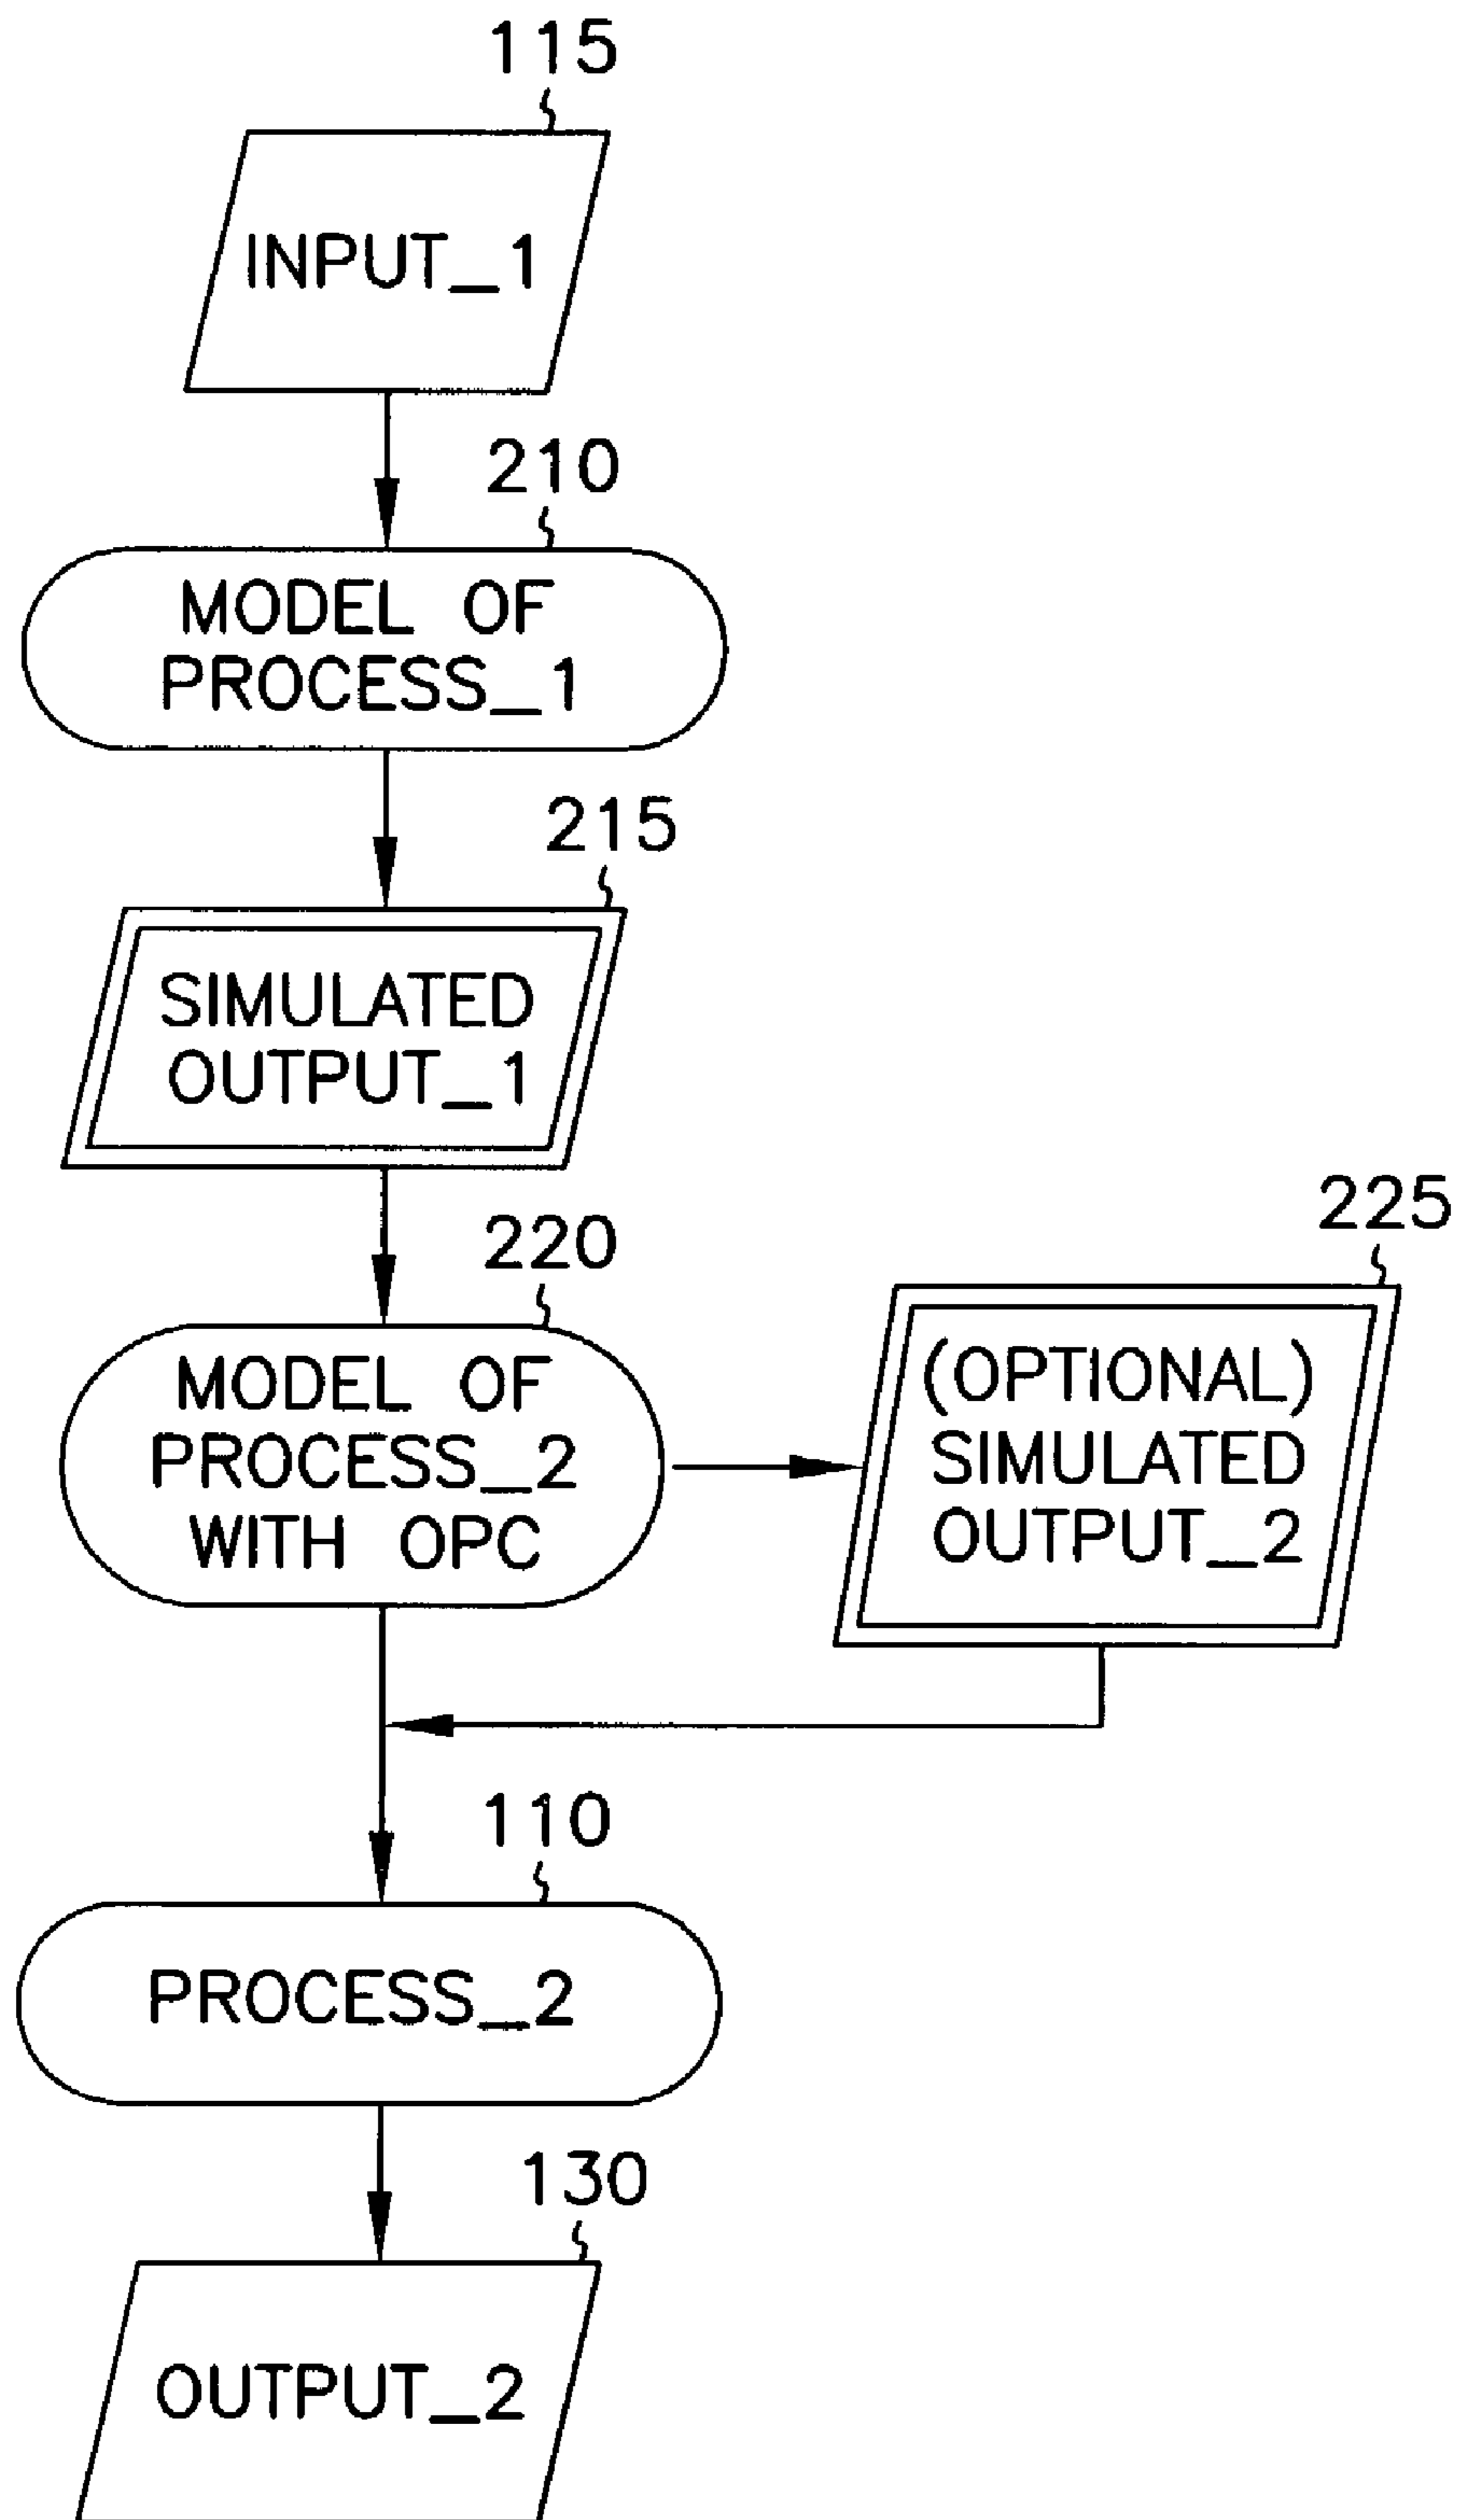 115
INPUT_1
210
MODEL OF
PROCESS_1
215
SIMULATED
OUTPUT_1
220
MODEL OF
PROCESS_2
WITH OPC
225
(OPTIONAL)
SIMULATED
OUTPUT_2
110
PROCESS_2
130
OUTPUT_2